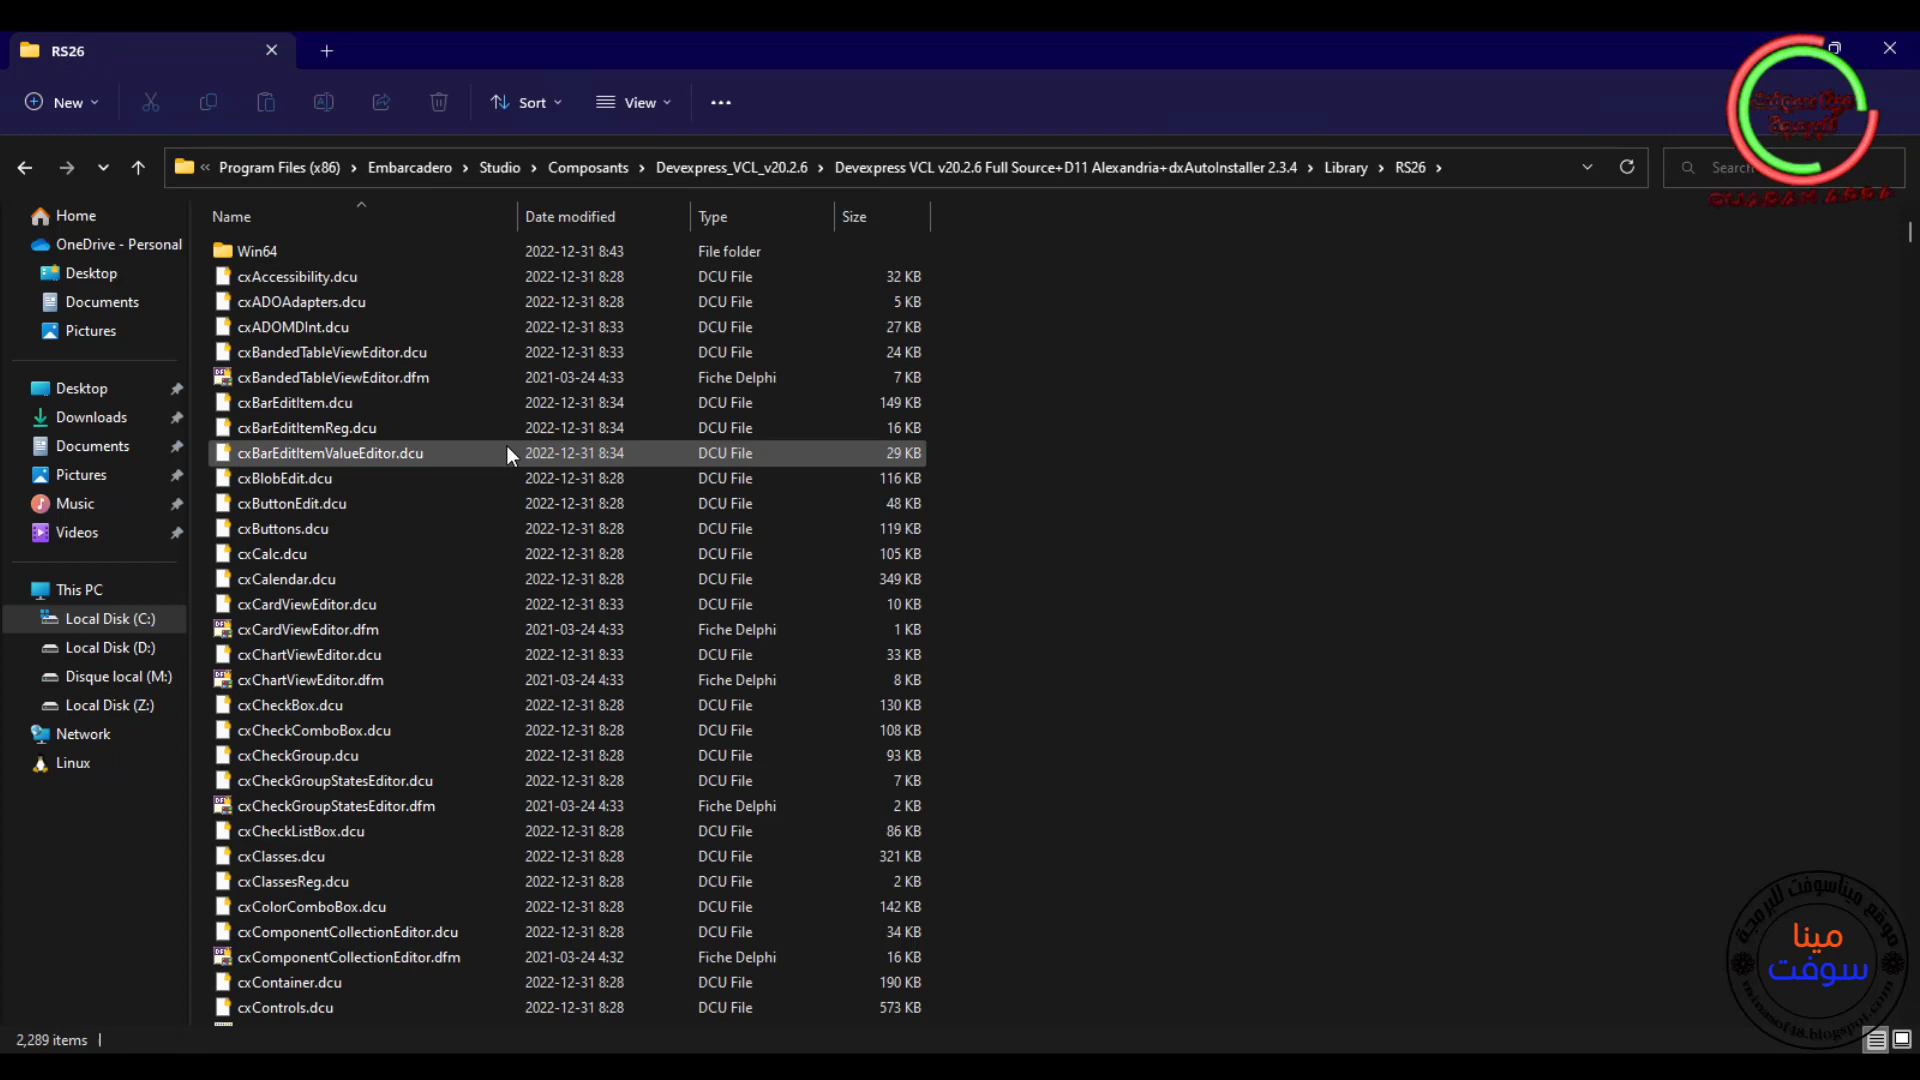 RS26
New
Sort
View
« Program Files (x86) › Embarcadero › Studio › Composants › Devexpress_VCL_v20.2.6 › Devexpress VCL v20.2.6 Full Source+D11 Alexandria+dxAutoInstaller 2.3.4 › Library › RS26 ›
Home
OneDrive - Personal
Desktop
Documents
Pictures
Desktop
Downloads
Documents
Pictures
Music
Videos
This PC
Local Disk (C:)
Local Disk (D:)
Disque local (M:)
Local Disk (Z:)
Network
Linux
Name Date modified Type Size
Win64 2022-12-31 8:43 File folder
cxAccessibility.dcu 2022-12-31 8:28 DCU File 32 KB
cxADOAdapters.dcu 2022-12-31 8:28 DCU File 5 KB
cxADOMDInt.dcu 2022-12-31 8:33 DCU File 27 KB
cxBandedTableViewEditor.dcu 2022-12-31 8:33 DCU File 24 KB
cxBandedTableViewEditor.dfm 2021-03-24 4:33 Fiche Delphi 7 KB
cxBarEditItem.dcu 2022-12-31 8:34 DCU File 149 KB
cxBarEditItemReg.dcu 2022-12-31 8:34 DCU File 16 KB
cxBarEditItemValueEditor.dcu 2022-12-31 8:34 DCU File 29 KB
cxBlobEdit.dcu 2022-12-31 8:28 DCU File 116 KB
cxButtonEdit.dcu 2022-12-31 8:28 DCU File 48 KB
cxButtons.dcu 2022-12-31 8:28 DCU File 119 KB
cxCalc.dcu 2022-12-31 8:28 DCU File 105 KB
cxCalendar.dcu 2022-12-31 8:28 DCU File 349 KB
cxCardViewEditor.dcu 2022-12-31 8:33 DCU File 10 KB
cxCardViewEditor.dfm 2021-03-24 4:33 Fiche Delphi 1 KB
cxChartViewEditor.dcu 2022-12-31 8:33 DCU File 33 KB
cxChartViewEditor.dfm 2021-03-24 4:33 Fiche Delphi 8 KB
cxCheckBox.dcu 2022-12-31 8:28 DCU File 130 KB
cxCheckComboBox.dcu 2022-12-31 8:28 DCU File 108 KB
cxCheckGroup.dcu 2022-12-31 8:28 DCU File 93 KB
cxCheckGroupStatesEditor.dcu 2022-12-31 8:28 DCU File 7 KB
cxCheckGroupStatesEditor.dfm 2021-03-24 4:33 Fiche Delphi 2 KB
cxCheckListBox.dcu 2022-12-31 8:28 DCU File 86 KB
cxClasses.dcu 2022-12-31 8:28 DCU File 321 KB
cxClassesReg.dcu 2022-12-31 8:28 DCU File 2 KB
cxColorComboBox.dcu 2022-12-31 8:28 DCU File 142 KB
cxComponentCollectionEditor.dcu 2022-12-31 8:28 DCU File 34 KB
cxComponentCollectionEditor.dfm 2021-03-24 4:32 Fiche Delphi 16 KB
cxContainer.dcu 2022-12-31 8:28 DCU File 190 KB
cxControls.dcu 2022-12-31 8:28 DCU File 573 KB
2,289 items
موقع ميناسوفت للبرمجة
مينا
سوفت
minasof48.blogspot.com